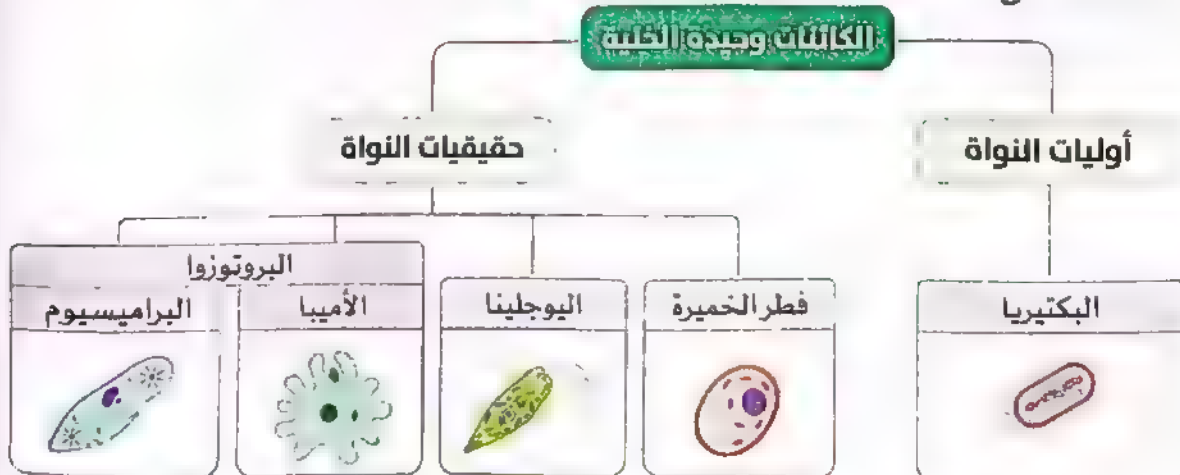 الكائنات وحيدة الخلية
أوليات النواة
حقيقيات النواة
البكتيريا
فطر الخميرة
اليوجلينا
البروتوزوا
الأميبا
البراميسيوم